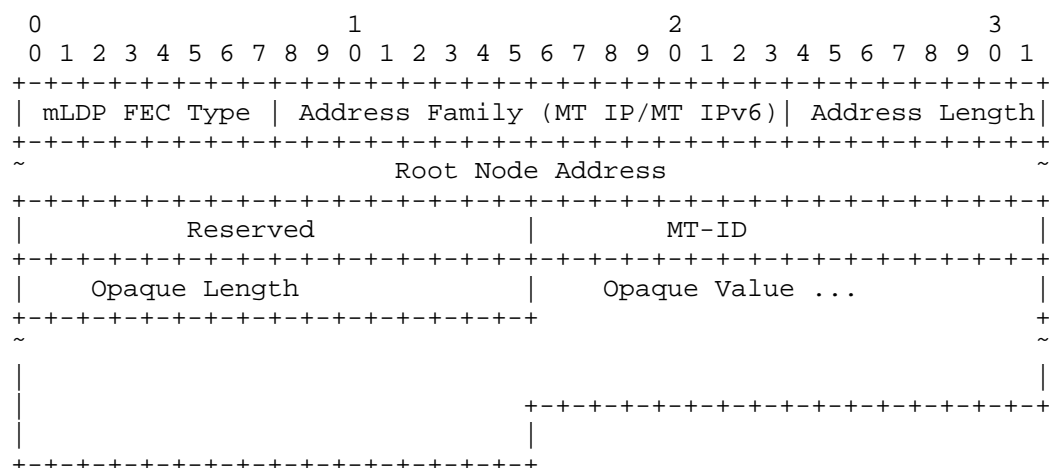 0                   1                   2                   3
0 1 2 3 4 5 6 7 8 9 0 1 2 3 4 5 6 7 8 9 0 1 2 3 4 5 6 7 8 9 0 1
+-+-+-+-+-+-+-+-+-+-+-+-+-+-+-+-+-+-+-+-+-+-+-+-+-+-+-+-+-+-+-+-+
| mLDP FEC Type | Address Family (MT IP/MT IPv6)| Address Length|
+-+-+-+-+-+-+-+-+-+-+-+-+-+-+-+-+-+-+-+-+-+-+-+-+-+-+-+-+-+-+-+-+
~                       Root Node Address                       ~
+-+-+-+-+-+-+-+-+-+-+-+-+-+-+-+-+-+-+-+-+-+-+-+-+-+-+-+-+-+-+-+-+
|          Reserved             |        MT-ID                  |
+-+-+-+-+-+-+-+-+-+-+-+-+-+-+-+-+-+-+-+-+-+-+-+-+-+-+-+-+-+-+-+-+
|    Opaque Length              |    Opaque Value ...           |
+-+-+-+-+-+-+-+-+-+-+-+-+-+-+-+-+                               +
~                                                               ~
|                                                               |
|                               +-+-+-+-+-+-+-+-+-+-+-+-+-+-+-+-+
|                               |
+-+-+-+-+-+-+-+-+-+-+-+-+-+-+-+-+